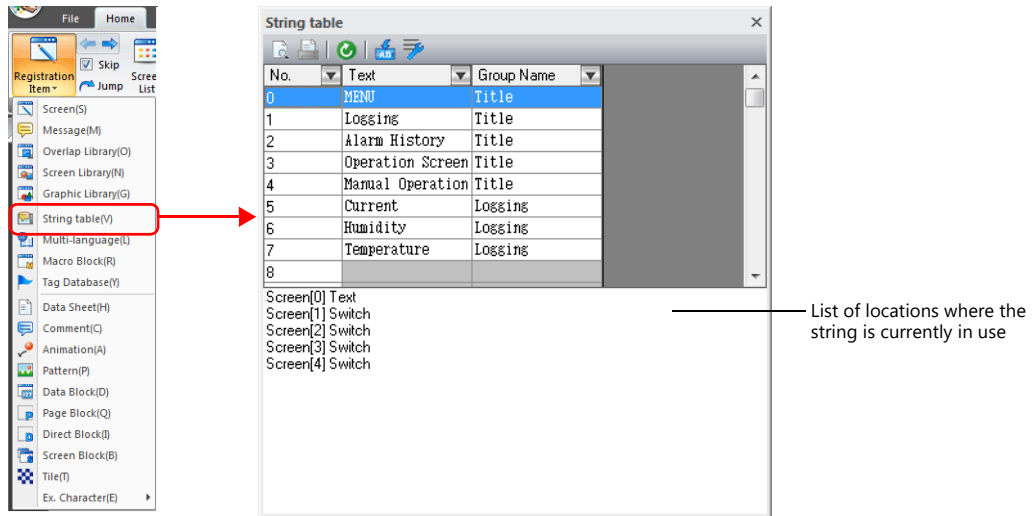 File Home
Skip
Registration Item
Jump
Scree
List
Screen(S)
Message(M)
Overlap Library(O)
Screen Library(N)
Graphic Library(G)
String table(V)
Multi-language(L)
Macro Block(R)
Tag Database(Y)
Data Sheet(H)
Comment(C)
Animation(A)
Pattern(P)
Data Block(D)
Page Block(Q)
Direct Block(I)
Screen Block(B)
Tile(T)
Ex. Character(E)
String table
No. Text Group Name
0 MENU Title
1 Logging Title
2 Alarm History Title
3 Operation Screen Title
4 Manual Operation Title
5 Current Logging
6 Humidity Logging
7 Temperature Logging
8
Screen[0] Text
Screen[1] Switch
Screen[2] Switch
Screen[3] Switch
Screen[4] Switch
List of locations where the
string is currently in use